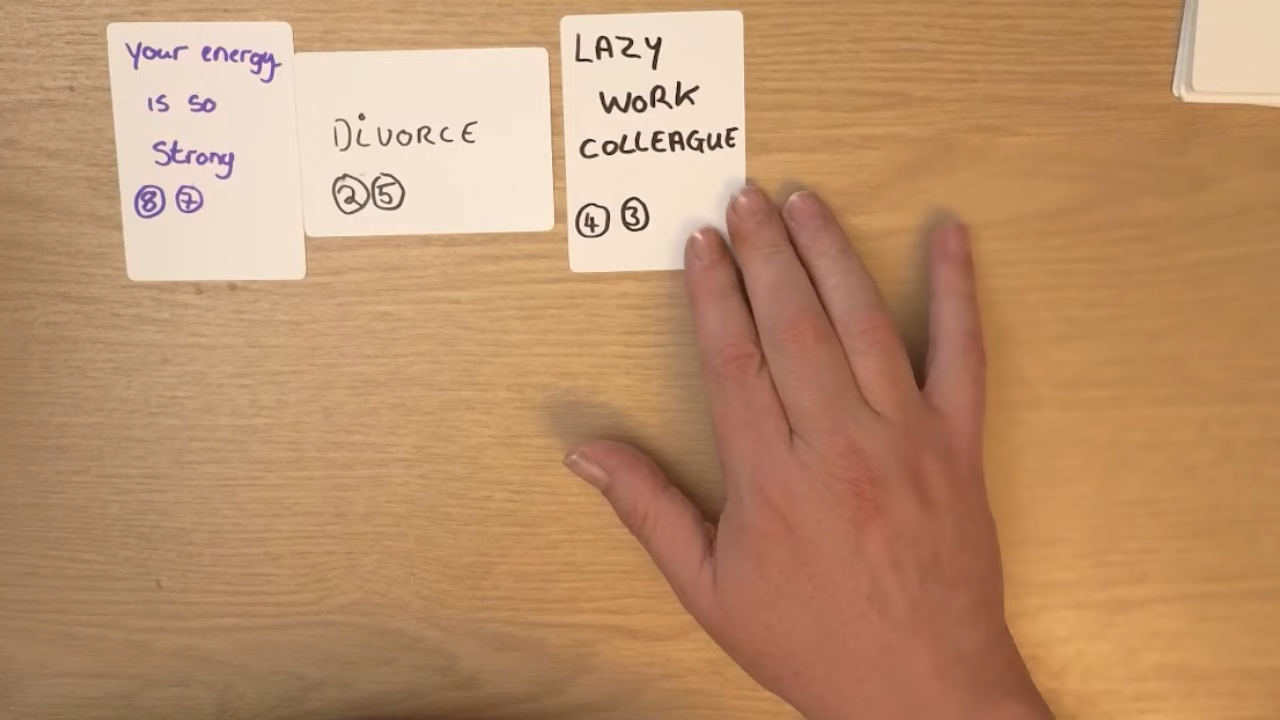 Your energy
is so
Strong
8 7
DiVORCE
2 5
LAZY
WORK
COLLEAGUE
4 3